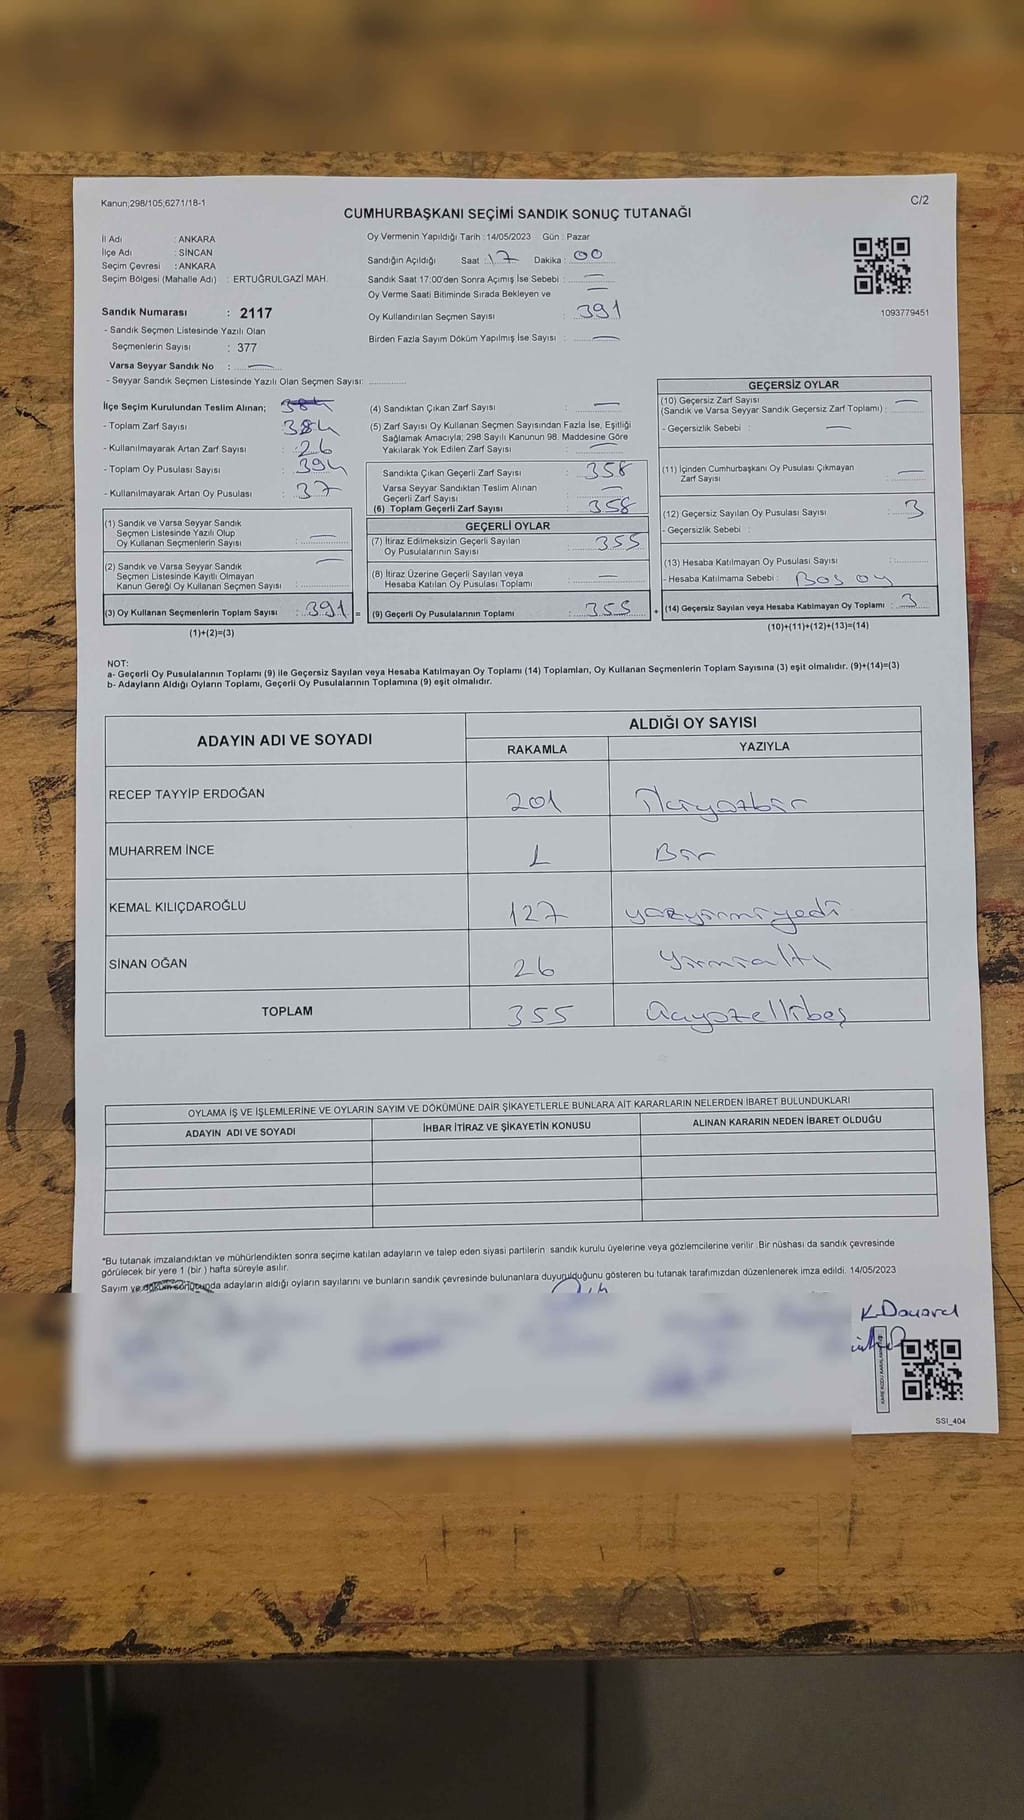 Kanun,298/105,6271/18-1
C/2
CUMHURBAŞKANI SEÇİMİ SANDIK SONUÇ TUTANAĞI
İl Adı : ANKARA
İlçe Adı : SİNCAN
Seçim Çevresi : ANKARA
Seçim Bölgesi (Mahalle Adı) : ERTUĞRULGAZİ MAH.
Oy Vermenin Yapıldığı Tarih : 14/05/2023 Gün : Pazar
Sandığın Açıldığı Saat : 17 Dakika : 00
Sandık Saat 17:00'den Sonra Açımış İse Sebebi : —
Oy Verme Saati Bitiminde Sırada Bekleyen ve —
Oy Kullandırılan Seçmen Sayısı : 391
Birden Fazla Sayım Döküm Yapılmış İse Sayısı : —
1093779451
Sandık Numarası : 2117
- Sandık Seçmen Listesinde Yazılı Olan
Seçmenlerin Sayısı : 377
Varsa Seyyar Sandık No : —
- Seyyar Sandık Seçmen Listesinde Yazılı Olan Seçmen Sayısı:
İlçe Seçim Kurulundan Teslim Alınan; 384
- Toplam Zarf Sayısı : 384
- Kullanılmayarak Artan Zarf Sayısı : 26
- Toplam Oy Pusulası Sayısı : 394
- Kullanılmayarak Artan Oy Pusulası : 37
(1) Sandık ve Varsa Seyyar Sandık
Seçmen Listesinde Yazılı Olup
Oy Kullanan Seçmenlerin Sayısı : —
(2) Sandık ve Varsa Seyyar Sandık
Seçmen Listesinde Kayıtlı Olmayan
Kanun Gereği Oy Kullanan Seçmen Sayısı : —
(3) Oy Kullanan Seçmenlerin Toplam Sayısı : 391 =
(1)+(2)=(3)
(4) Sandıktan Çıkan Zarf Sayısı : —
(5) Zarf Sayısı Oy Kullanan Seçmen Sayısından Fazla İse, Eşitliği
Sağlamak Amacıyla; 298 Sayılı Kanunun 98. Maddesine Göre
Yakılarak Yok Edilen Zarf Sayısı : —
Sandıkta Çıkan Geçerli Zarf Sayısı : 358
Varsa Seyyar Sandıktan Teslim Alınan
Geçerli Zarf Sayısı : —
(6) Toplam Geçerli Zarf Sayısı : 358
GEÇERLİ OYLAR
(7) İtiraz Edilmeksizin Geçerli Sayılan
Oy Pusulalarının Sayısı : 355
(8) İtiraz Üzerine Geçerli Sayılan veya
Hesaba Katılan Oy Pusulası Toplamı : —
(9) Geçerli Oy Pusulalarının Toplamı : 355 +
GEÇERSİZ OYLAR
(10) Geçersiz Zarf Sayısı —
(Sandık ve Varsa Seyyar Sandık Geçersiz Zarf Toplamı) :
- Geçersizlik Sebebi : —
(11) İçinden Cumhurbaşkanı Oy Pusulası Çıkmayan
Zarf Sayısı : —
(12) Geçersiz Sayılan Oy Pusulası Sayısı : 3
- Geçersizlik Sebebi :
(13) Hesaba Katılmayan Oy Pusulası Sayısı :
- Hesaba Katılmama Sebebi : Boş oy
(14) Geçersiz Sayılan veya Hesaba Katılmayan Oy Toplamı : 3
(10)+(11)+(12)+(13)=(14)
NOT:
a- Geçerli Oy Pusulalarının Toplamı (9) ile Geçersiz Sayılan veya Hesaba Katılmayan Oy Toplamı (14) Toplamları, Oy Kullanan Seçmenlerin Toplam Sayısına (3) eşit olmalıdır. (9)+(14)=(3)
b- Adayların Aldığı Oyların Toplamı, Geçerli Oy Pusulalarının Toplamına (9) eşit olmalıdır.
ADAYIN ADI VE SOYADI
ALDIĞI OY SAYISI
RAKAMLA YAZIYLA
RECEP TAYYİP ERDOĞAN 201 İkiyüzbir
MUHARREM İNCE 1 Bir
KEMAL KILIÇDAROĞLU 127 yüzyirmiyedi
SİNAN OĞAN 26 yirmialtı
TOPLAM 355 üçyüzellibeş
OYLAMA İŞ VE İŞLEMLERİNE VE OYLARIN SAYIM VE DÖKÜMÜNE DAİR ŞİKAYETLERLE BUNLARA AİT KARARLARIN NELERDEN İBARET BULUNDUKLARI
ADAYIN ADI VE SOYADI İHBAR İTİRAZ VE ŞİKAYETİN KONUSU ALINAN KARARIN NEDEN İBARET OLDUĞU
*Bu tutanak imzalandıktan ve mühürlendikten sonra seçime katılan adayların ve talep eden siyasi partilerin sandık kurulu üyelerine veya gözlemcilerine verilir .Bir nüshası da sandık çevresinde
görülecek bir yere 1 (bir ) hafta süreyle asılır.
Sayım ve döküm sonucunda adayların aldığı oyların sayılarını ve bunların sandık çevresinde bulunanlara duyurulduğunu gösteren bu tutanak tarafımızdan düzenlenerek imza edildi. 14/05/2023
SSI_404